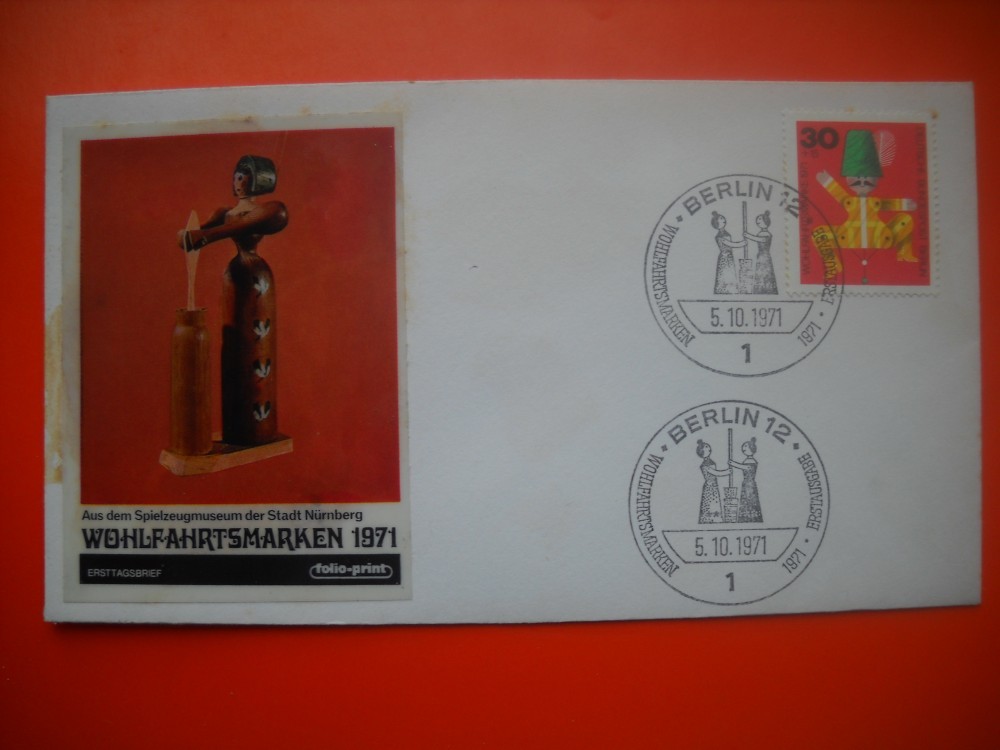 Aus dem Spielzeugmuseum der Stadt Nürnberg
WOHLFAHRTSMARKEN 1971
ERSTTAGSBRIEF
folio-print
30
BERLIN 12
WOHLFAHRTSMARKEN
1971 · ERSTAUSGABE
5.10.1971
1
BERLIN 12
WOHLFAHRTSMARKEN
1971 · ERSTAUSGABE
5.10.1971
1